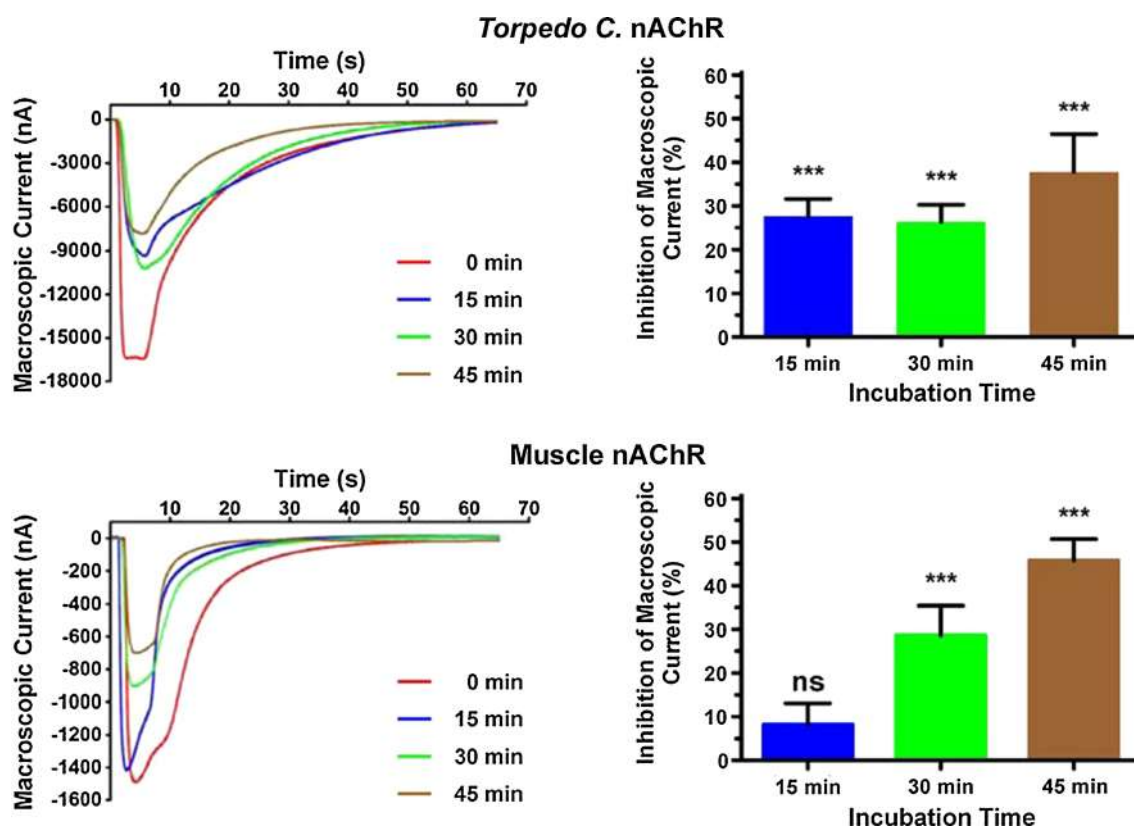 Torpedo C. nAChR
Time (s)
10 20 30 40 50 60 70
Macroscopic Current (nA)
0
-3000
-6000
-9000
-12000
-15000
-18000
0 min
15 min
30 min
45 min
Inhibition of Macroscopic
Current (%)
60
50
40
30
20
10
0
***
***
***
15 min 30 min 45 min
Incubation Time
Muscle nAChR
Time (s)
10 20 30 40 50 60 70
Macroscopic Current (nA)
0
-200
-400
-600
-800
-1000
-1200
-1400
-1600
0 min
15 min
30 min
45 min
Inhibition of Macroscopic
Current (%)
60
50
40
30
20
10
0
ns
***
***
15 min 30 min 45 min
Incubation Time